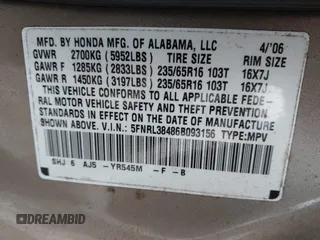 MFD. BY HONDA MFG. OF ALABAMA, LLC 4/'06
GVWR 2700KG (5952LBS) TIRE SIZE RIM SIZE
GAWR F 1285KG (2833LBS) 235/65R16 103T 16X7J
GAWR R 1450KG (3197LBS) 235/65R16 103T 16X7J
THIS VEHICLE CONFORMS TO ALL APPLICABLE FEDE-
RAL MOTOR VEHICLE SAFETY AND THEFT PREVENTION
STANDARDS IN EFFECT ON THE DATE OF MANUFACTURE
SHOWN ABOVE. V.I.N.: 5FNRL38486B093156 TYPE:MPV
SHJ 6 AJ5 -YR545M -F -B
AUTOBIDMASTER